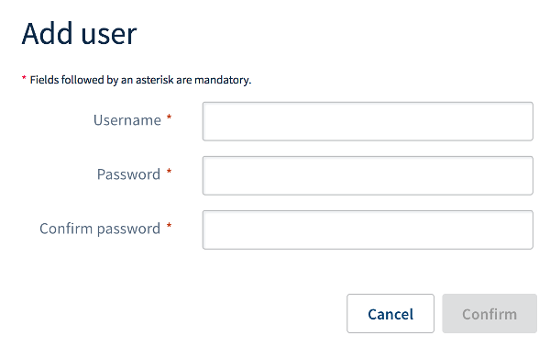 Add user
* Fields followed by an asterisk are mandatory.
Username *
Password *
Confirm password *
Cancel Confirm